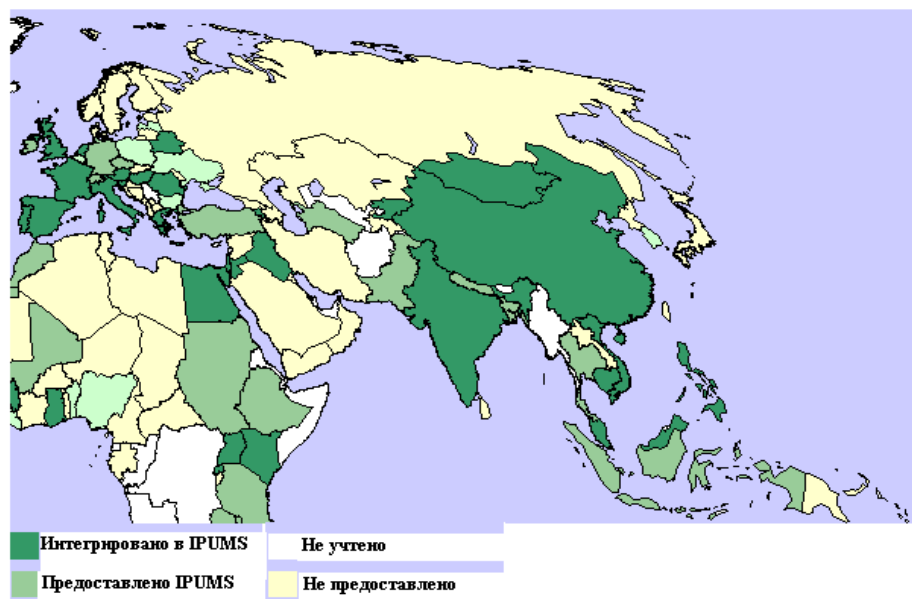 Интегрировано в IPUMS
Не учтено
Предоставлено IPUMS
Не предоставлено